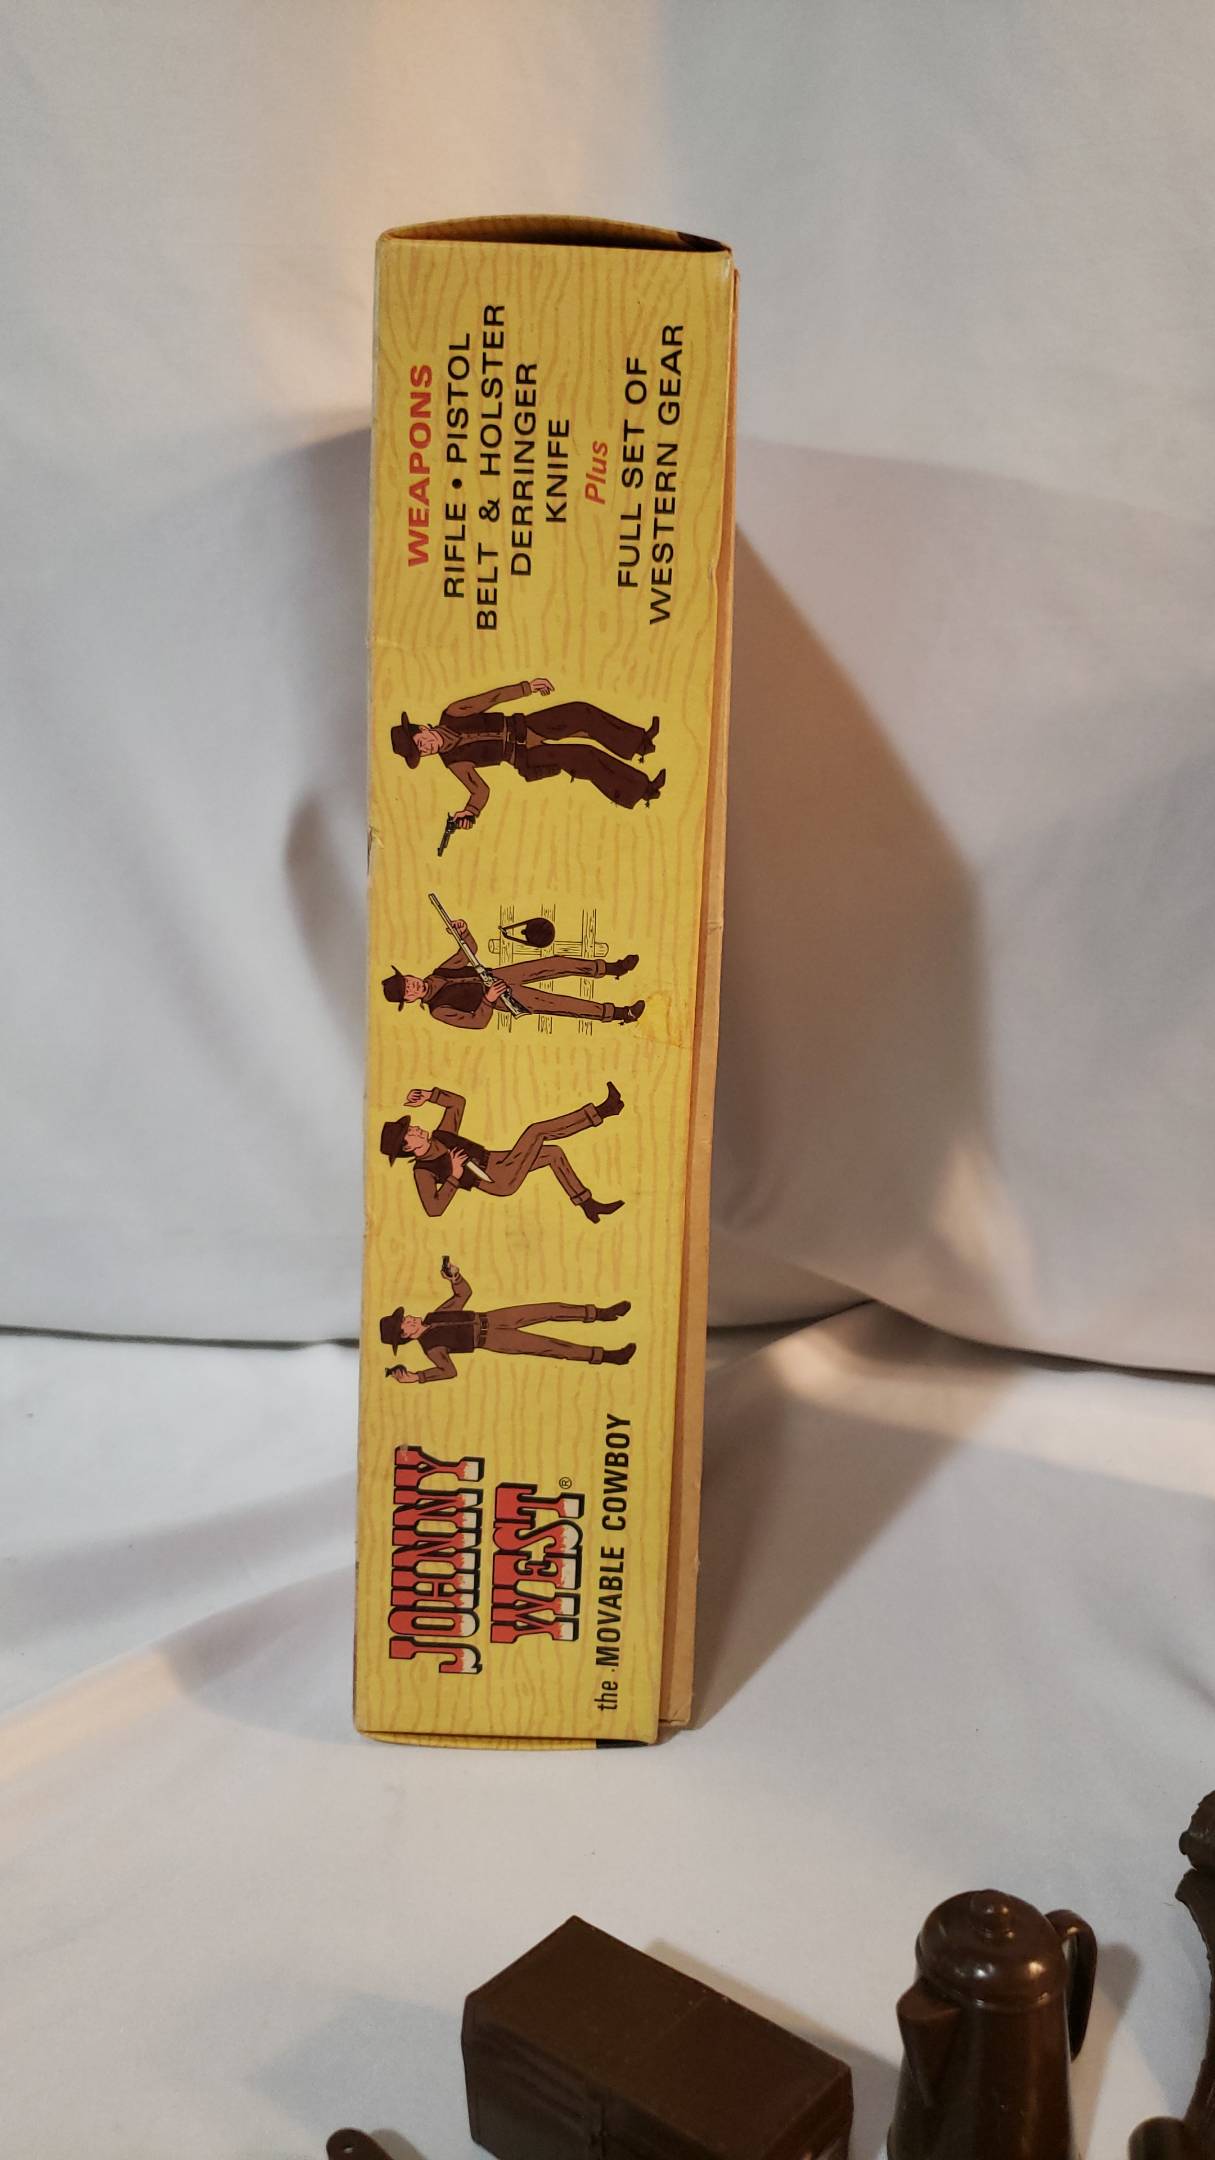 JOHNNY
WEST®
the MOVABLE COWBOY
WEAPONS
RIFLE • PISTOL
BELT & HOLSTER
DERRINGER
KNIFE
Plus
FULL SET OF
WESTERN GEAR